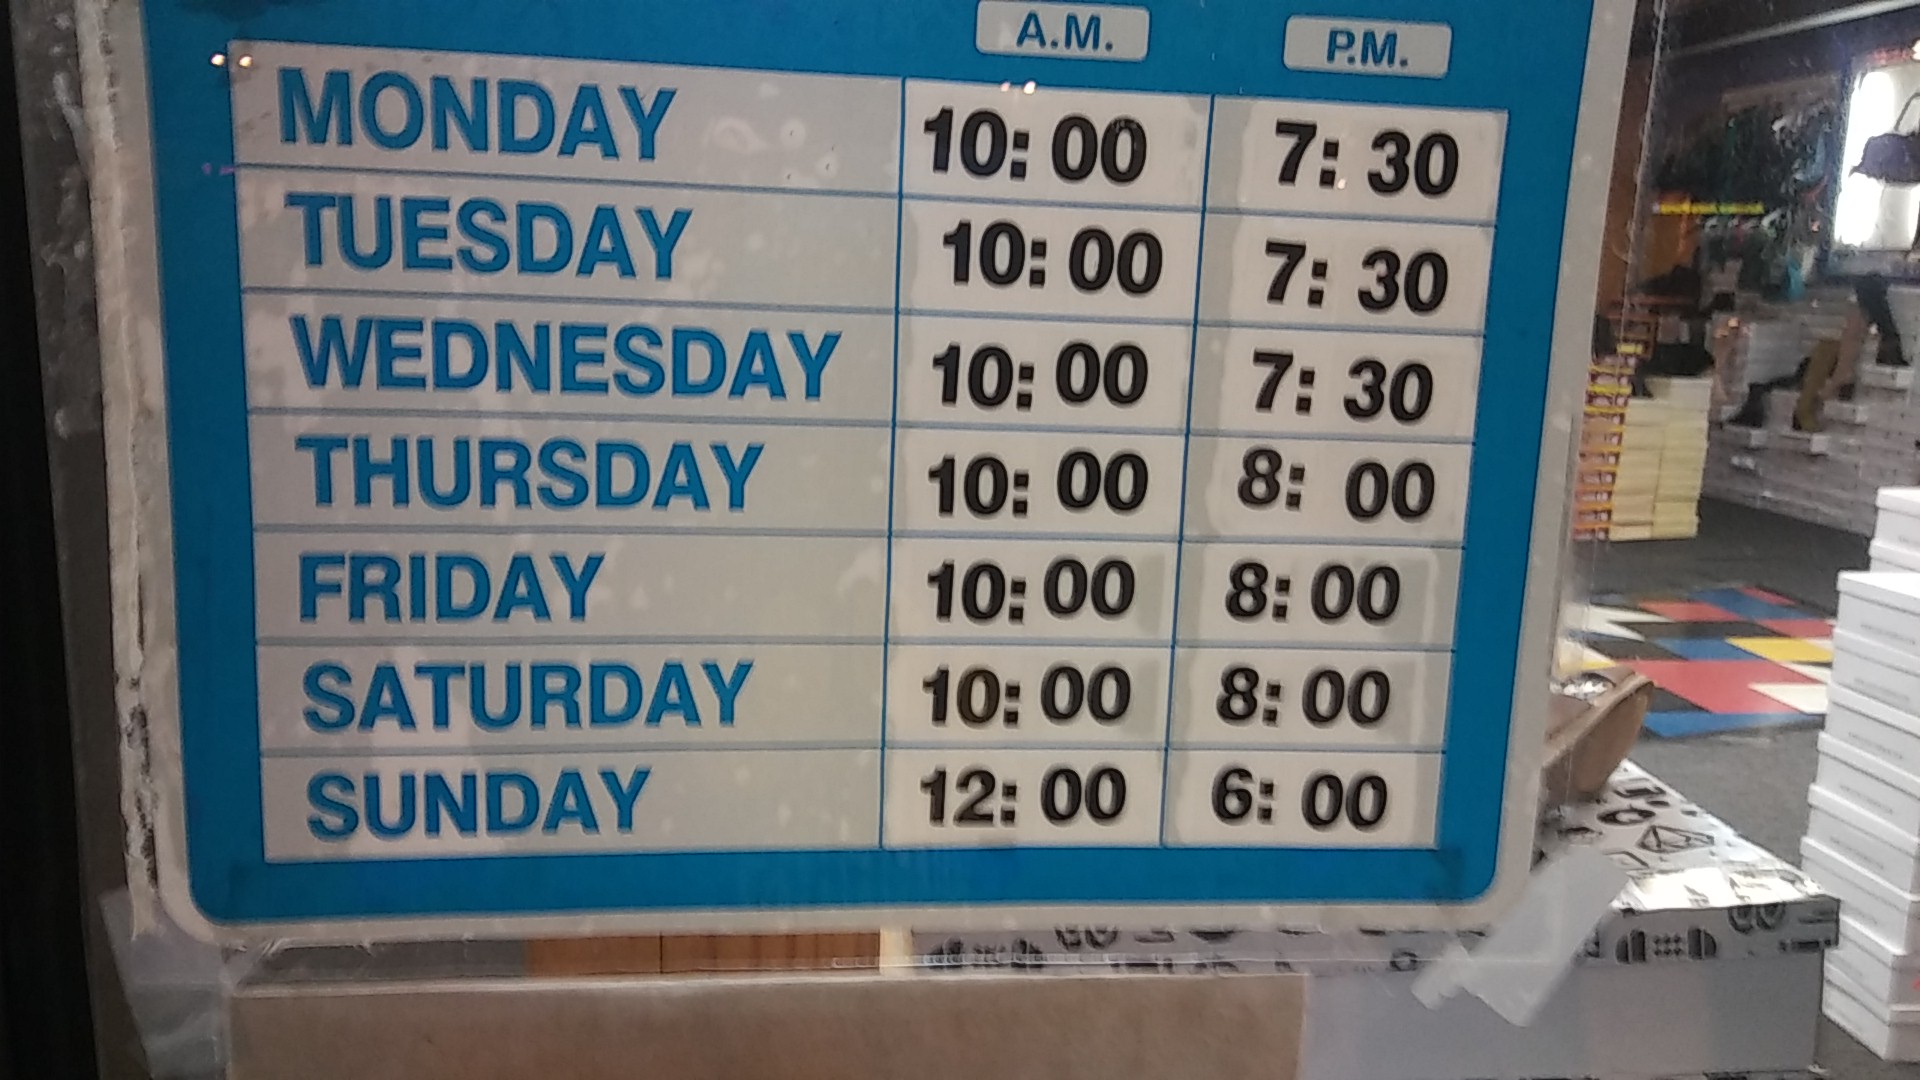 A.M. P.M.
MONDAY 10:00 7:30
TUESDAY 10:00 7:30
WEDNESDAY 10:00 7:30
THURSDAY 10:00 8:00
FRIDAY 10:00 8:00
SATURDAY 10:00 8:00
SUNDAY 12:00 6:00